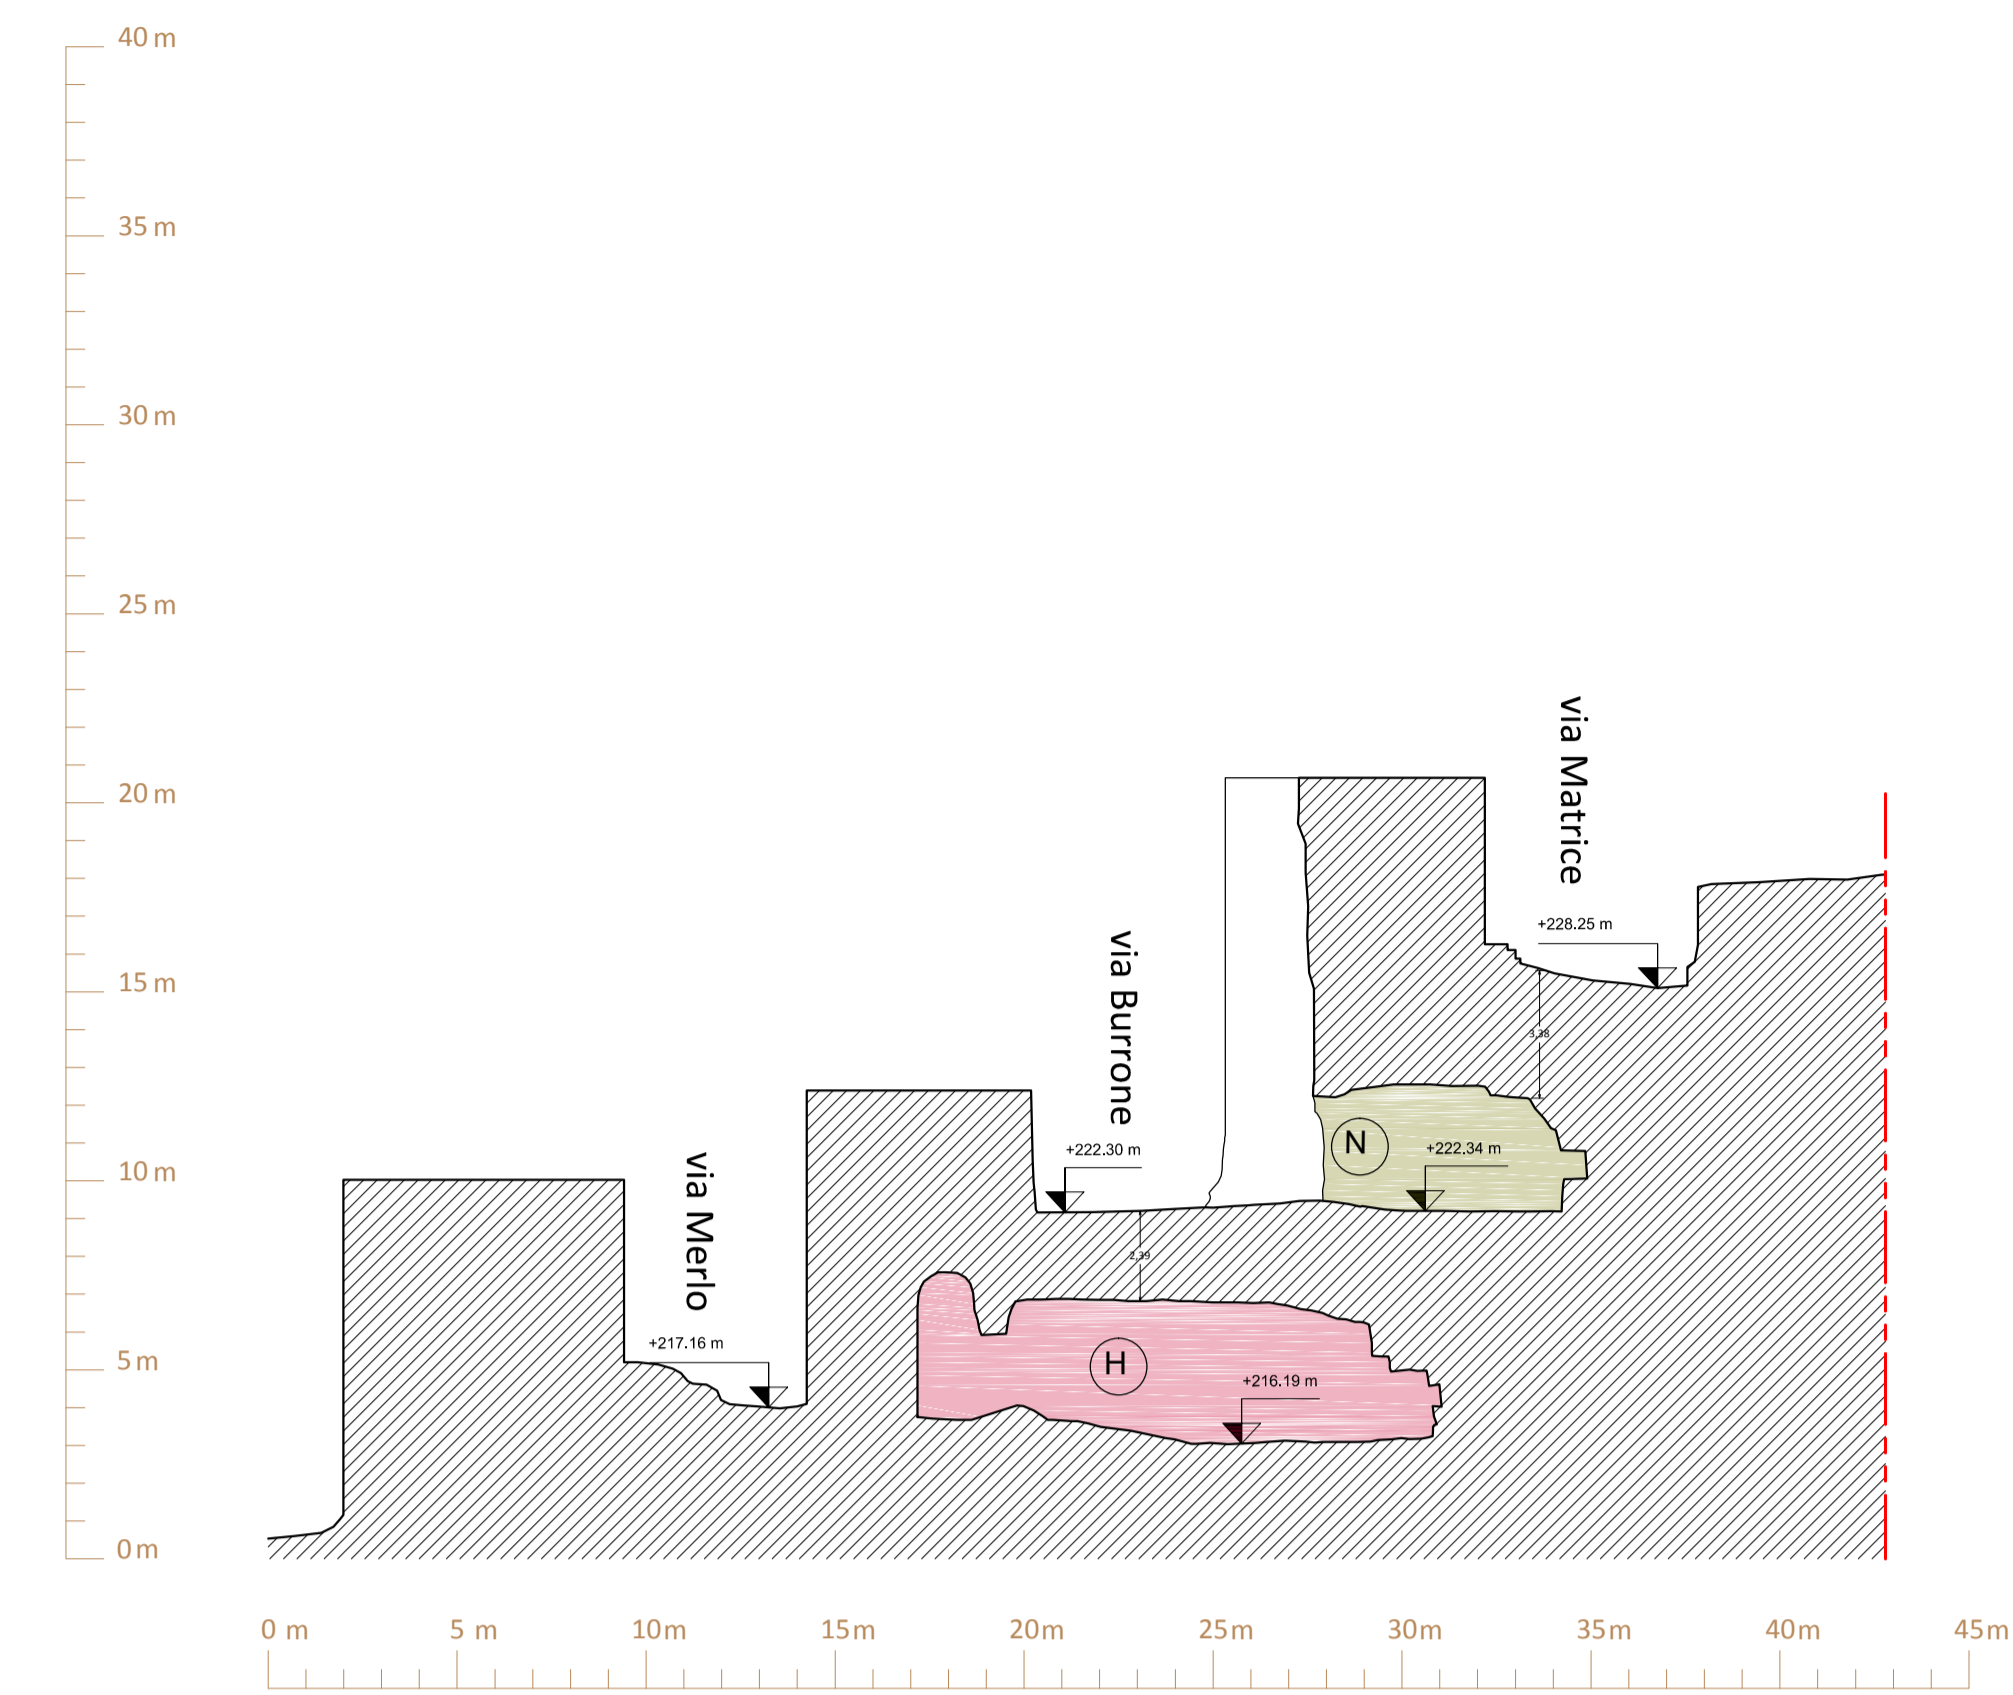 40 m
35 m
30 m
25 m
20 m
15 m
10 m
5 m
0 m
via Matrice
+228.25 m
3,38
via Burrone
+222.30 m
N
+222.34 m
via Merlo
+217.16 m
2,39
H
+216.19 m
0 m
5 m
10m
15m
20m
25m
30m
35m
40m
45m